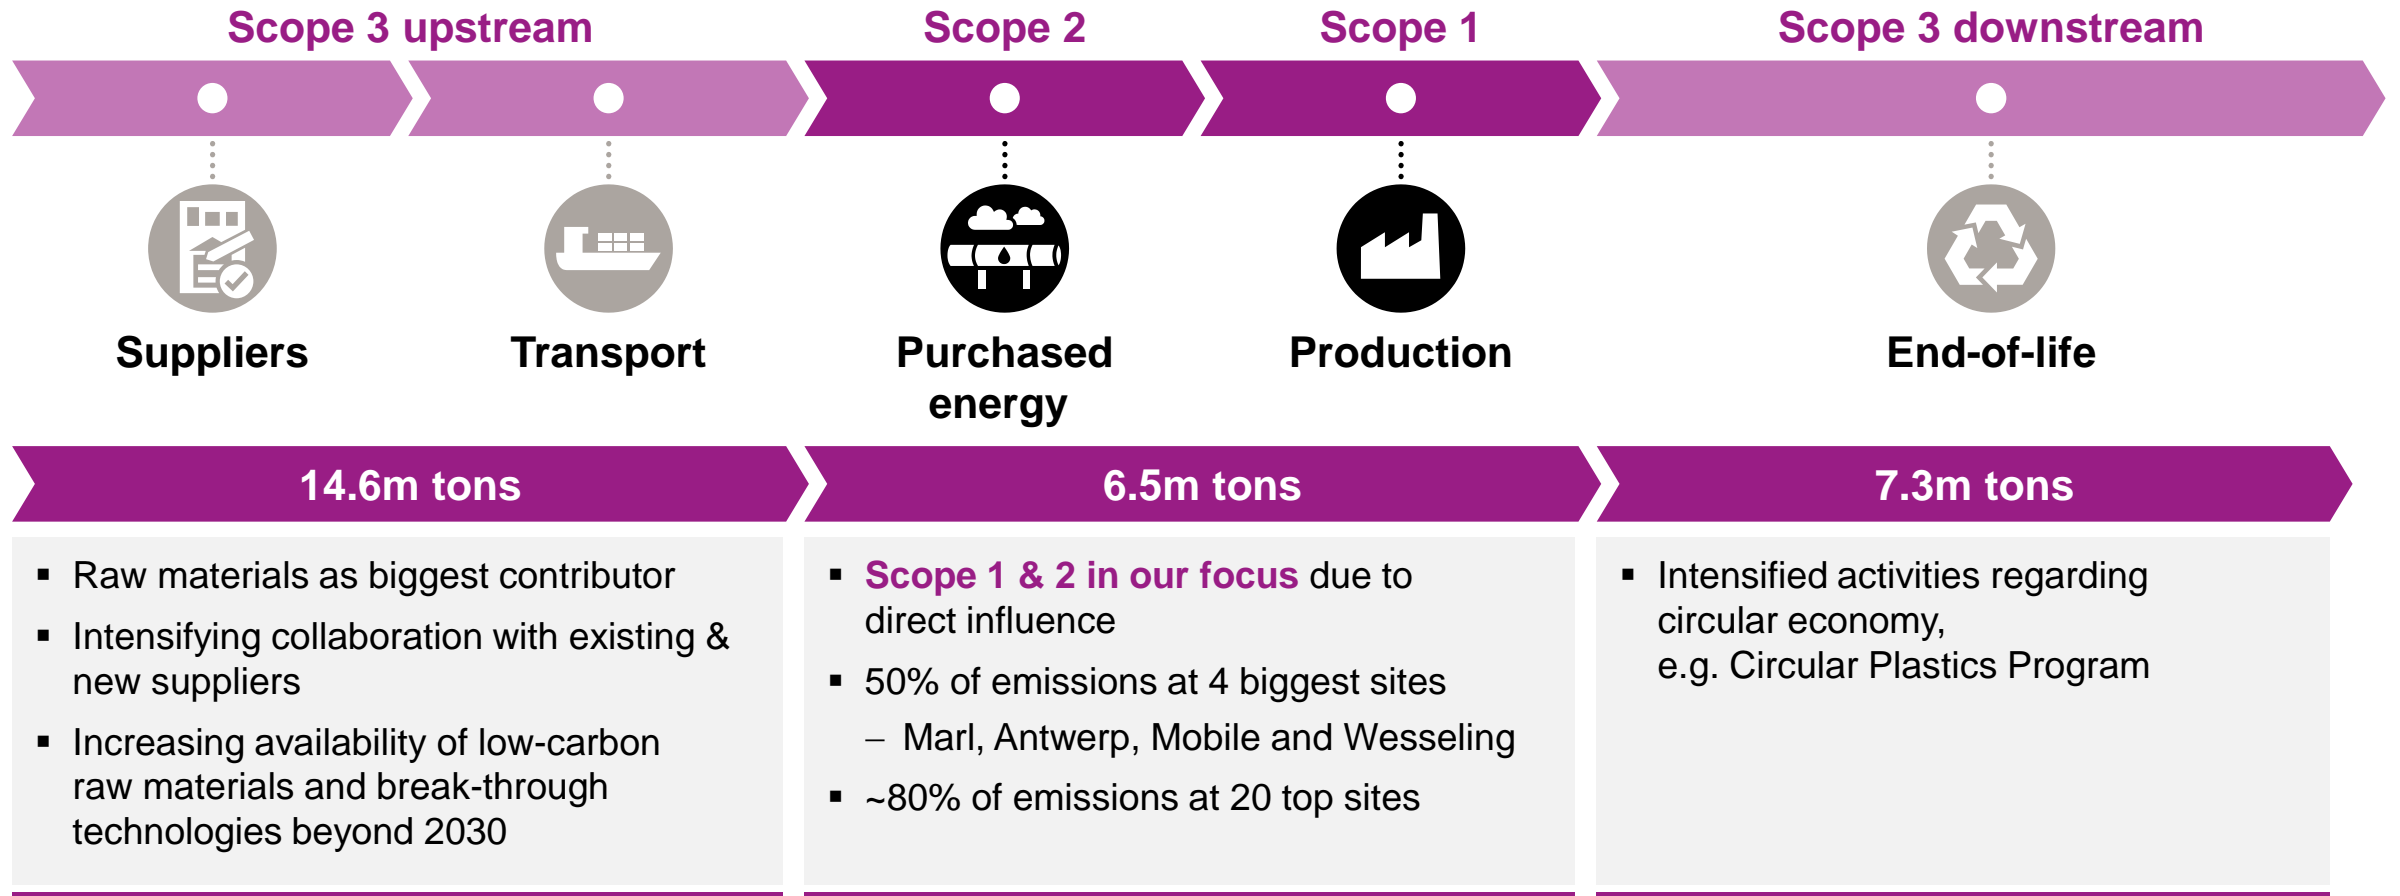 Scope 3 upstream
Scope 2
Scope 1
Scope 3 downstream
Suppliers
Transport
Purchased
energy
Production
End-of-life
14.6m tons
6.5m tons
7.3m tons
▪ Raw materials as biggest contributor
▪ Intensifying collaboration with existing &
new suppliers
▪ Increasing availability of low-carbon
raw materials and break-through
technologies beyond 2030
▪ Scope 1 & 2 in our focus due to
direct influence
▪ 50% of emissions at 4 biggest sites
– Marl, Antwerp, Mobile and Wesseling
▪ ~80% of emissions at 20 top sites
▪ Intensified activities regarding
circular economy,
e.g. Circular Plastics Program